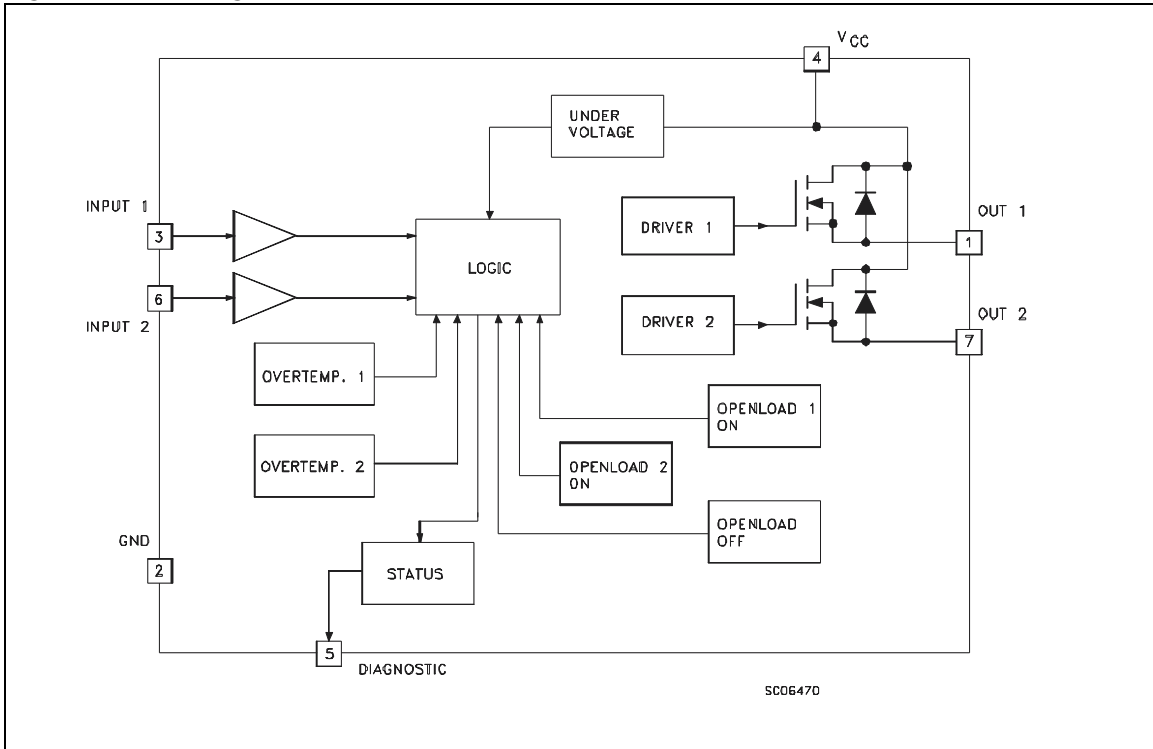 VCC
4
UNDER
VOLTAGE
INPUT 1
3
DRIVER 1
OUT 1
1
LOGIC
6
INPUT 2
DRIVER 2
OUT 2
7
OVERTEMP. 1
OPENLOAD 1
ON
OVERTEMP. 2
OPENLOAD 2
ON
OPENLOAD
OFF
GND
2
STATUS
5
DIAGNOSTIC
SC06470